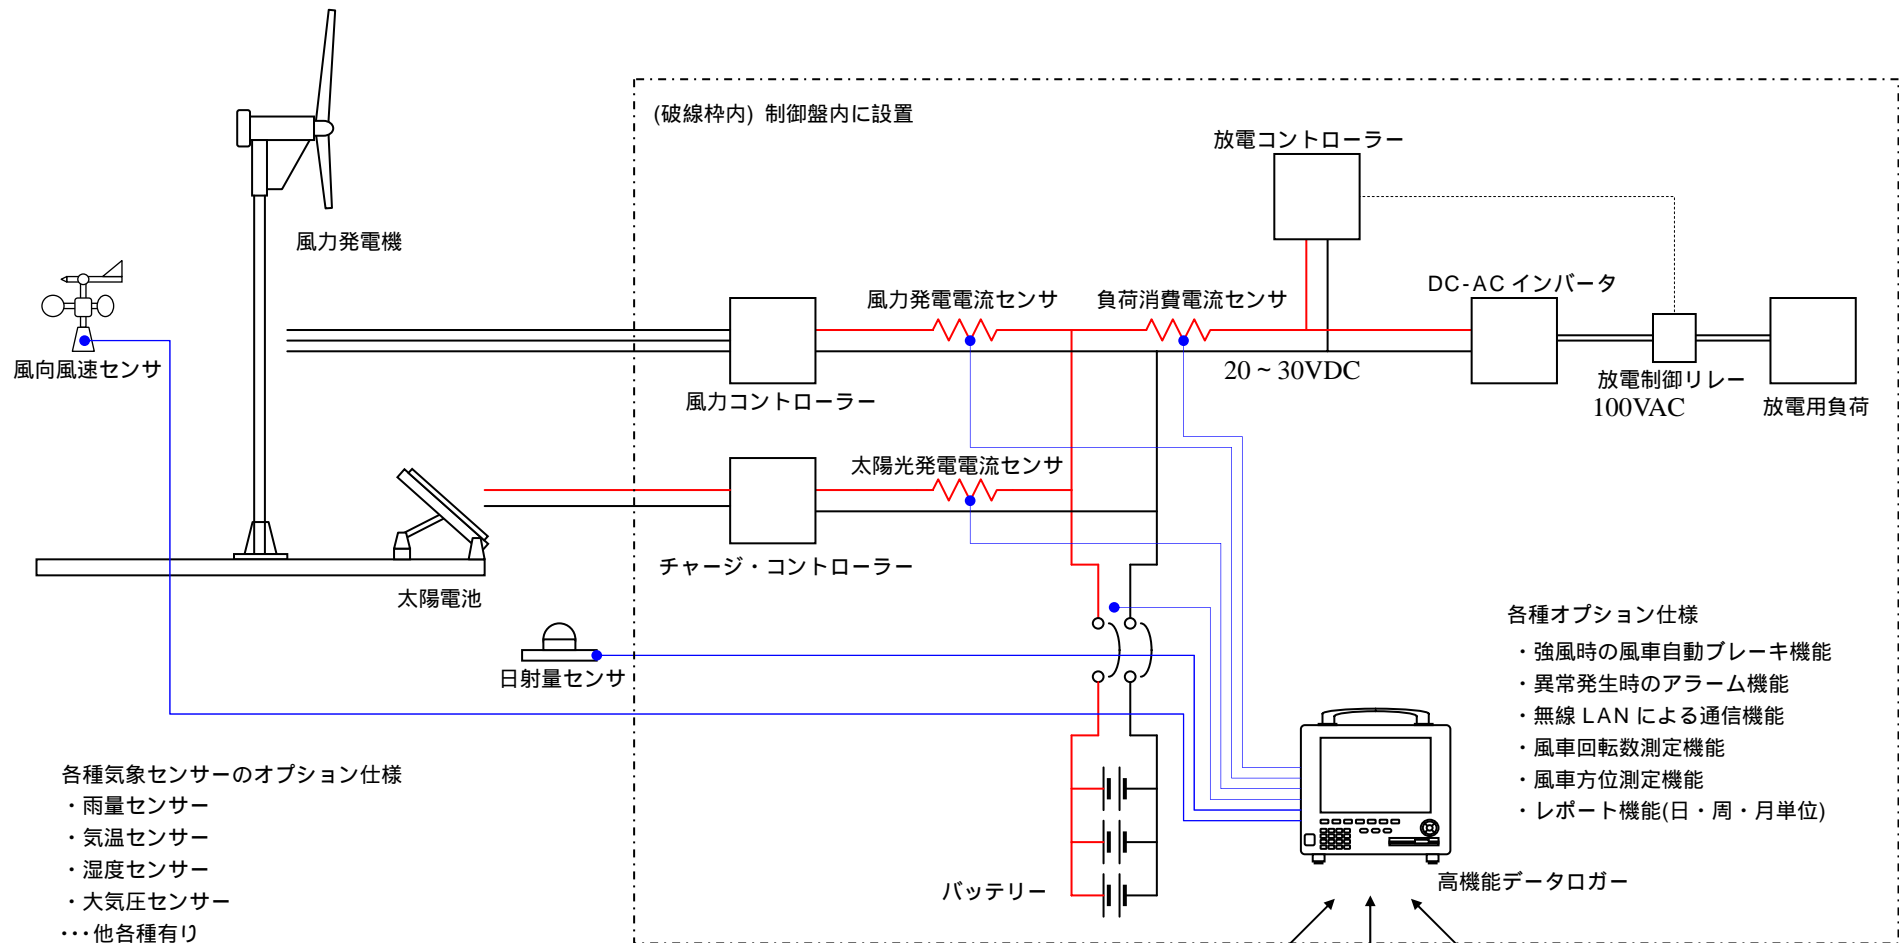 (破線枠内) 制御盤内に設置
放電コントローラー
風力発電機
DC-AC インバータ
風力発電電流センサ
負荷消費電流センサ
風向風速センサ
20~30VDC
放電制御リレー
100VAC
放電用負荷
風力コントローラー
太陽光発電電流センサ
チャージ・コントローラー
太陽電池
日射量センサ
各種オプション仕様
・強風時の風車自動ブレーキ機能
・異常発生時のアラーム機能
・無線 LAN による通信機能
・風車回転数測定機能
・風車方位測定機能
・レポート機能(日・周・月単位)
各種気象センサーのオプション仕様
・雨量センサー
・気温センサー
・湿度センサー
・大気圧センサー
・・・他各種有り
バッテリー
高機能データロガー